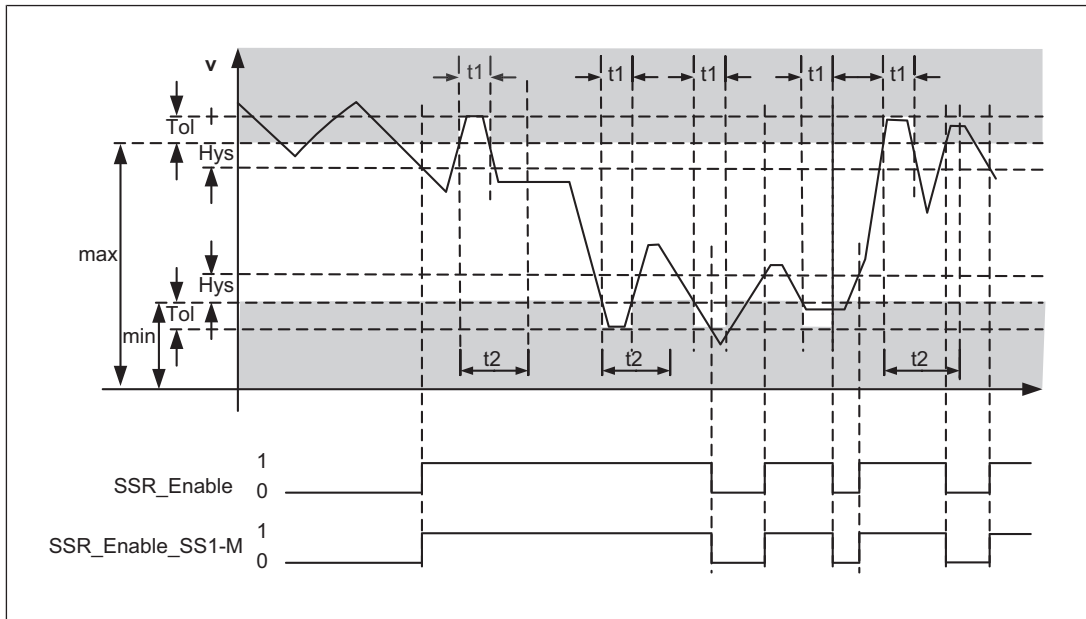 v
t1
t1
t1
t1
t1
Tol
Hys
max
Hys
Tol
min
t2
t2
t2
1
SSR_Enable
0
1
SSR_Enable_SS1-M
0